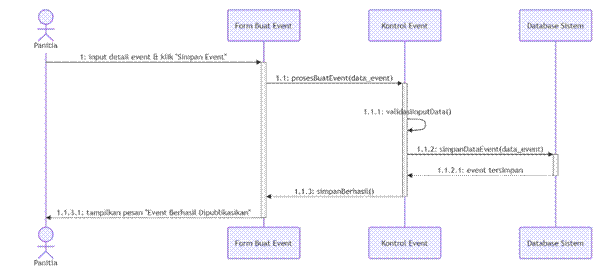 Form Buat Event
Kontrol Event
Database Sistem
Panitia
1: input detail event & klik "Simpan Event"
1.1: prosesBuatEvent(data_event)
1.1.1: validasiInputData()
1.1.2: simpanDataEvent(data_event)
1.1.2.1: event tersimpan
1.1.3: simpanBerhasil()
1.1.3.1: tampilkan pesan "Event Berhasil Dipublikasikan"
Form Buat Event
Kontrol Event
Database Sistem
Panitia